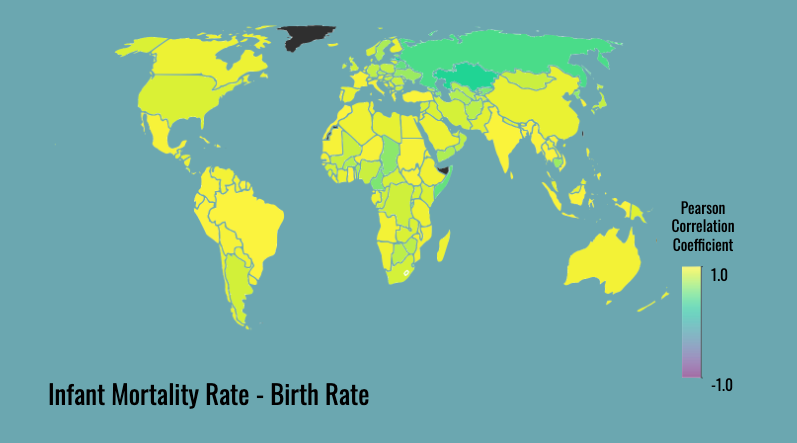 Pearson
Correlation
Coefficient
1.0
-1.0
Infant Mortality Rate - Birth Rate